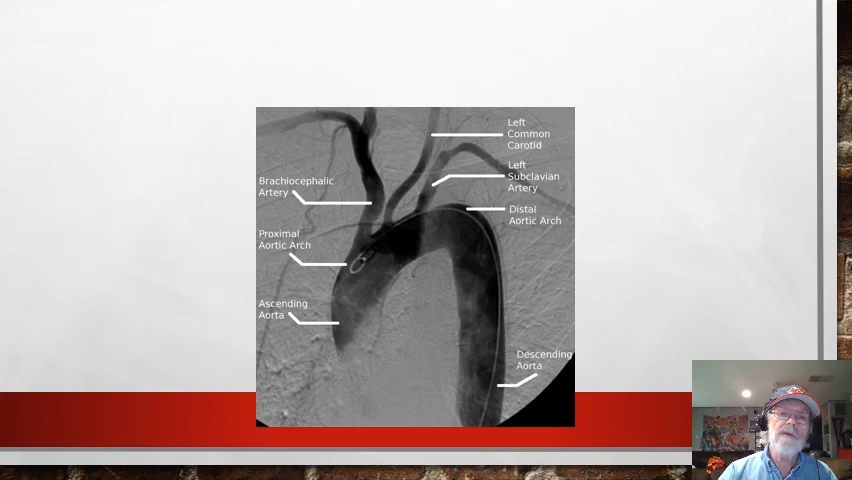 Left
Common
Carotid
Left
Subclavian
Artery
Brachiocephalic
Artery
Distal
Aortic Arch
Proximal
Aortic Arch
Ascending
Aorta
Descending
Aorta